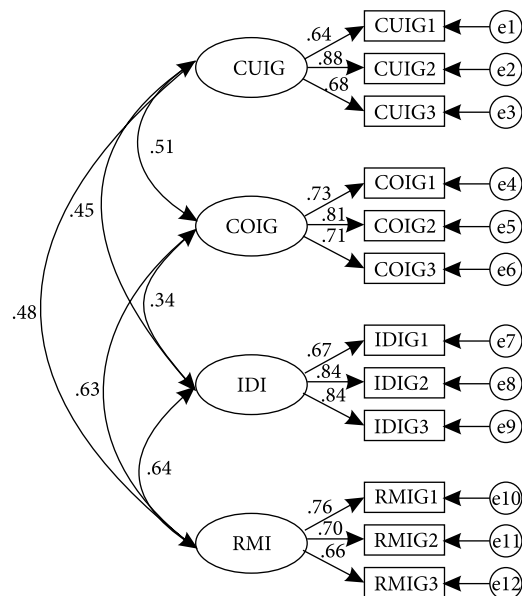 CUIG
.64
.88
.68
CUIG1
CUIG2
CUIG3
e1
e2
e3
.51
.45
COIG
.73
.81
.71
COIG1
COIG2
COIG3
e4
e5
e6
.34
.48
IDI
.67
.84
.84
IDIG1
IDIG2
IDIG3
e7
e8
e9
.63
.64
RMI
.76
.70
.66
RMIG1
RMIG2
RMIG3
e10
e11
e12